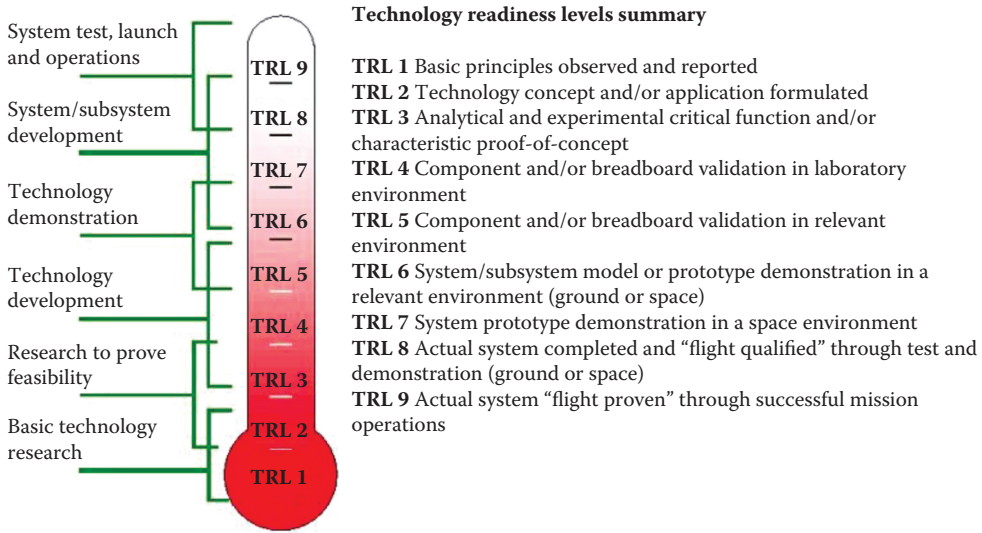 Technology readiness levels summary
System test, launch
and operations
System/subsystem
development
Technology
demonstration
Technology
development
Research to prove
feasibility
Basic technology
research
TRL 9
TRL 8
TRL 7
TRL 6
TRL 5
TRL 4
TRL 3
TRL 2
TRL 1
TRL 1 Basic principles observed and reported
TRL 2 Technology concept and/or application formulated
TRL 3 Analytical and experimental critical function and/or
characteristic proof-of-concept
TRL 4 Component and/or breadboard validation in laboratory
environment
TRL 5 Component and/or breadboard validation in relevant
environment
TRL 6 System/subsystem model or prototype demonstration in a
relevant environment (ground or space)
TRL 7 System prototype demonstration in a space environment
TRL 8 Actual system completed and “flight qualified” through test and
demonstration (ground or space)
TRL 9 Actual system “flight proven” through successful mission
operations